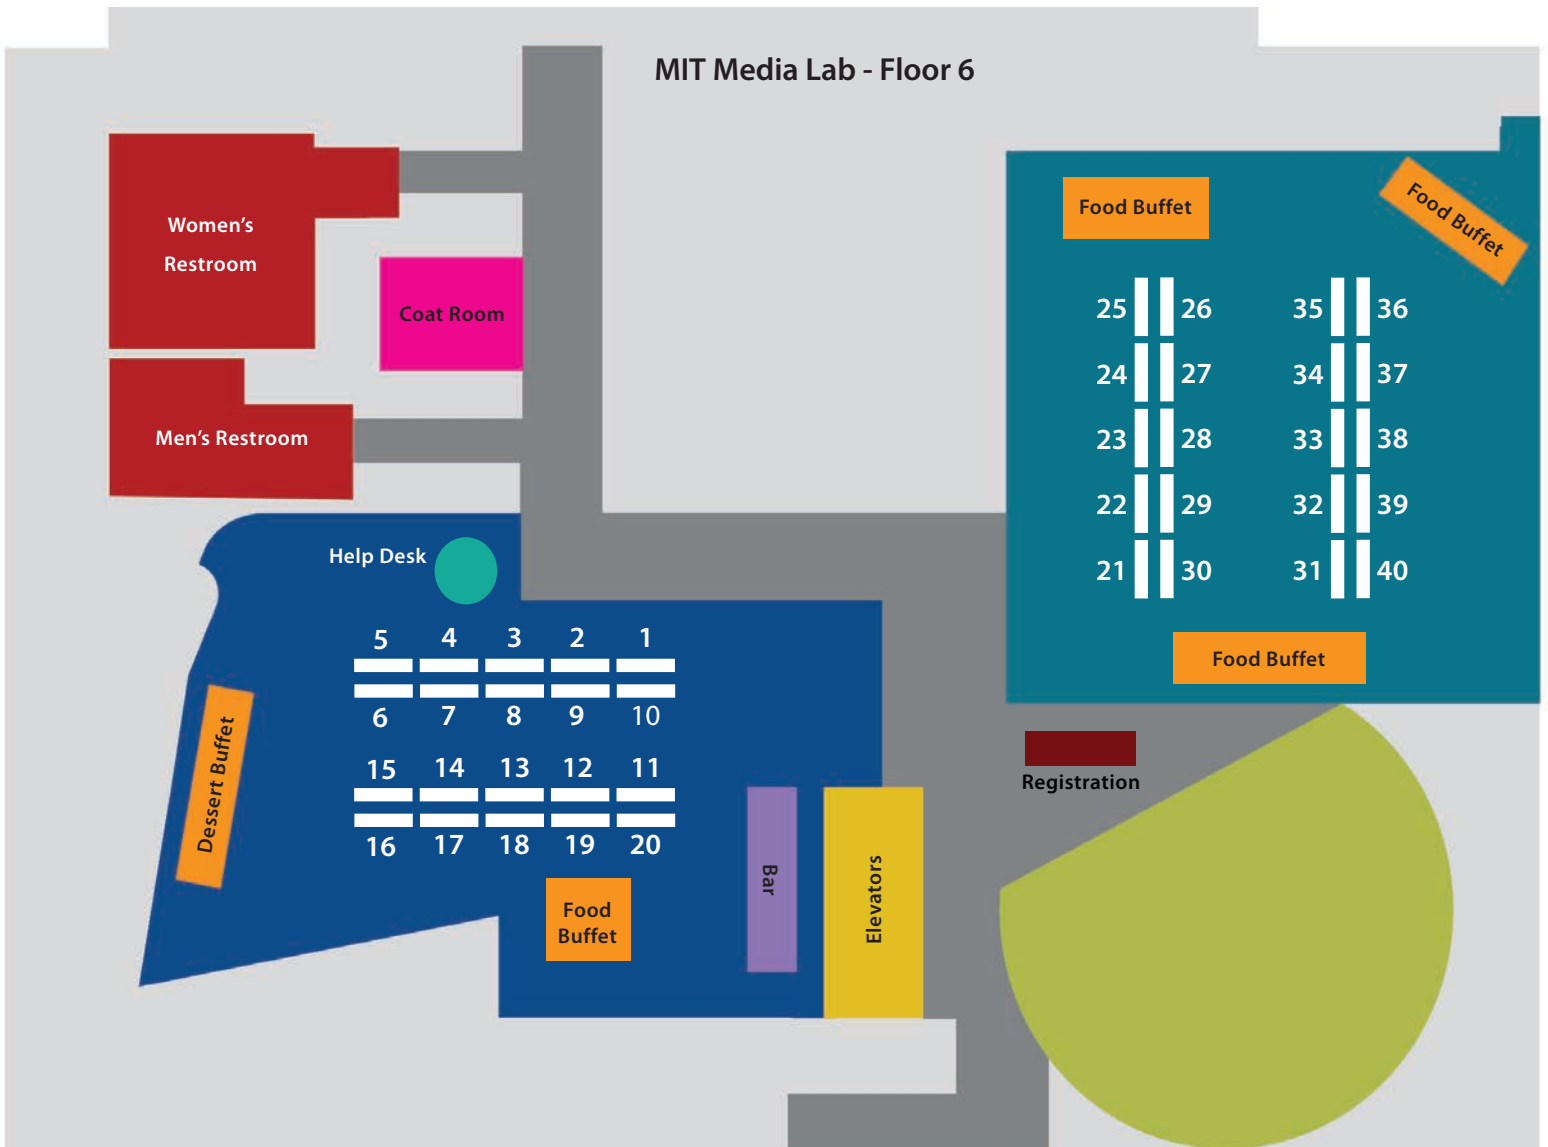 MIT Media Lab - Floor 6
Women's
Restroom
Coat Room
Men's Restroom
Help Desk
5 4 3 2 1
6 7 8 9 10
15 14 13 12 11
16 17 18 19 20
Dessert Buffet
Food
Buffet
Bar
Elevators
Food Buffet
Food Buffet
25 26 35 36
24 27 34 37
23 28 33 38
22 29 32 39
21 30 31 40
Food Buffet
Registration